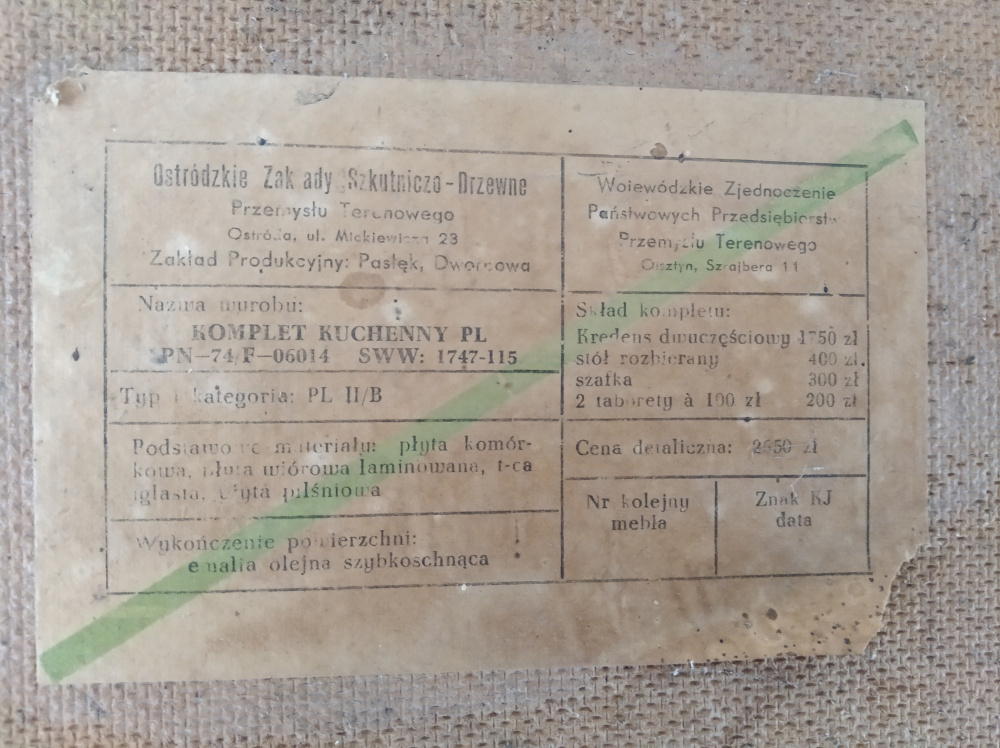 Ostródzkie Zakłady Szkutniczo-Drzewne
Przemysłu Terenowego
Ostróda, ul. Mickiewicza 23
Zakład Produkcyjny: Pasłęk, Dworcowa
Nazwa wyrobu:
KOMPLET KUCHENNY PL
PN-74/F-06014 SWW: 1747-115
Typ i kategoria: PL II/B
Podstawowe materiały: płyta komór-
kowa, płyta wiórowa laminowana, t-ca
iglasta, płyta pilśniowa
Wykończenie powierzchni:
emalia olejna szybkoschnąca
Wojewódzkie Zjednoczenie
Państwowych Przedsiębiorstw
Przemysłu Terenowego
Olsztyn, Szrajbera 11
Skład kompletu:
Kredens dwuczęściowy 1750 zł
stół rozbierany 400 zł.
szafka 300 zł
2 taborety à 100 zł 200 zł
Cena detaliczna: 2650 zł
Nr kolejny
mebla
Znak KJ
data